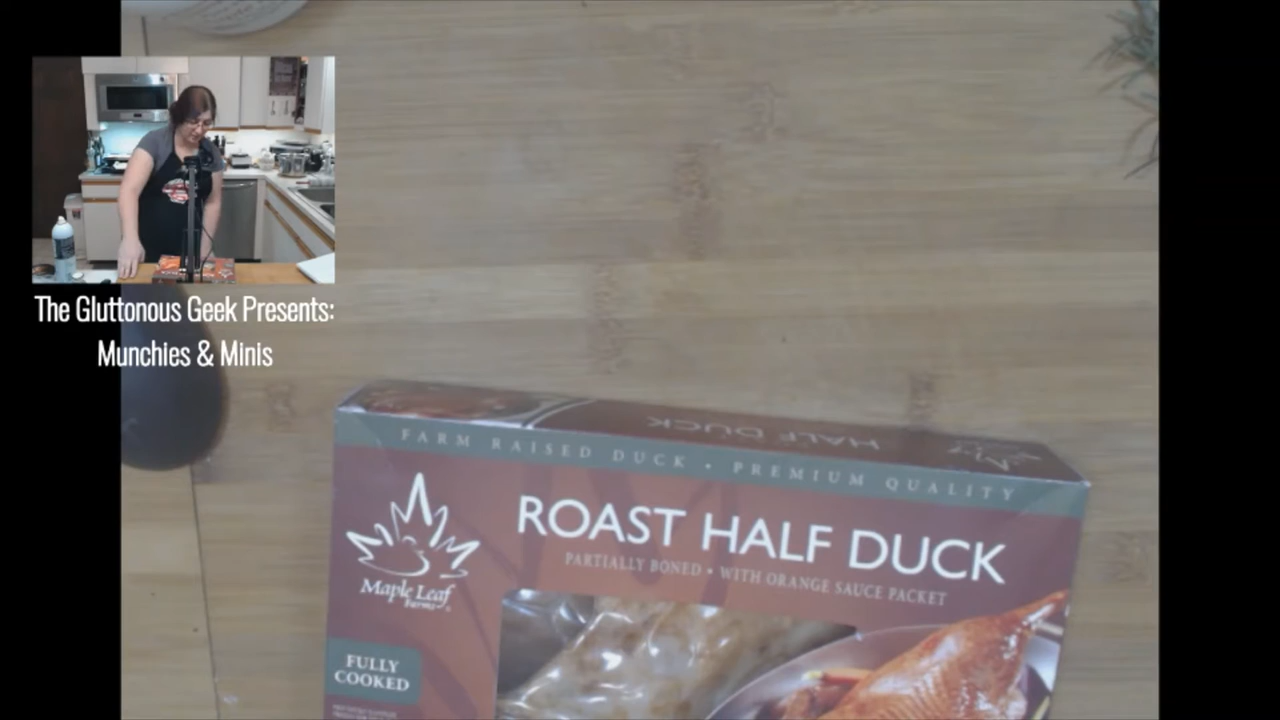 The Gluttonous Geek Presents:
Munchies & Minis
HALF DUCK
FARM RAISED DUCK • PREMIUM QUALITY
ROAST HALF DUCK
PARTIALLY BONED • WITH ORANGE SAUCE PACKET
Maple Leaf
Farms®
FULLY
COOKED